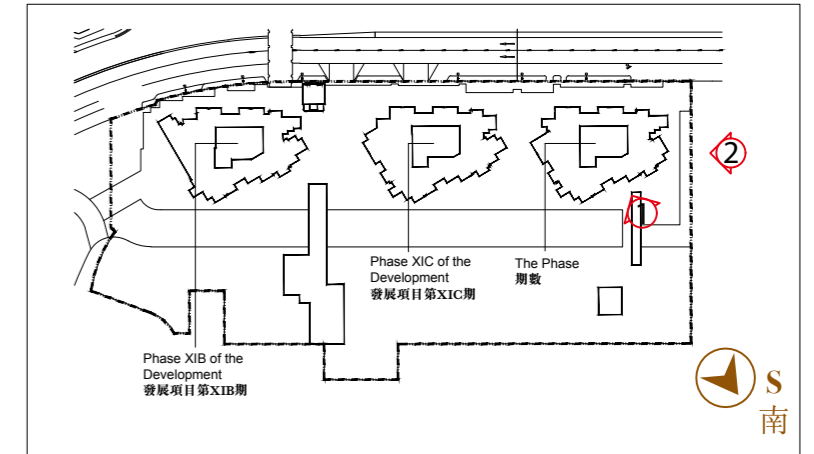 2
1
Phase XIC of the
Development
發展項目第XIC期
The Phase
期數
Phase XIB of the
Development
發展項目第XIB期
S
南